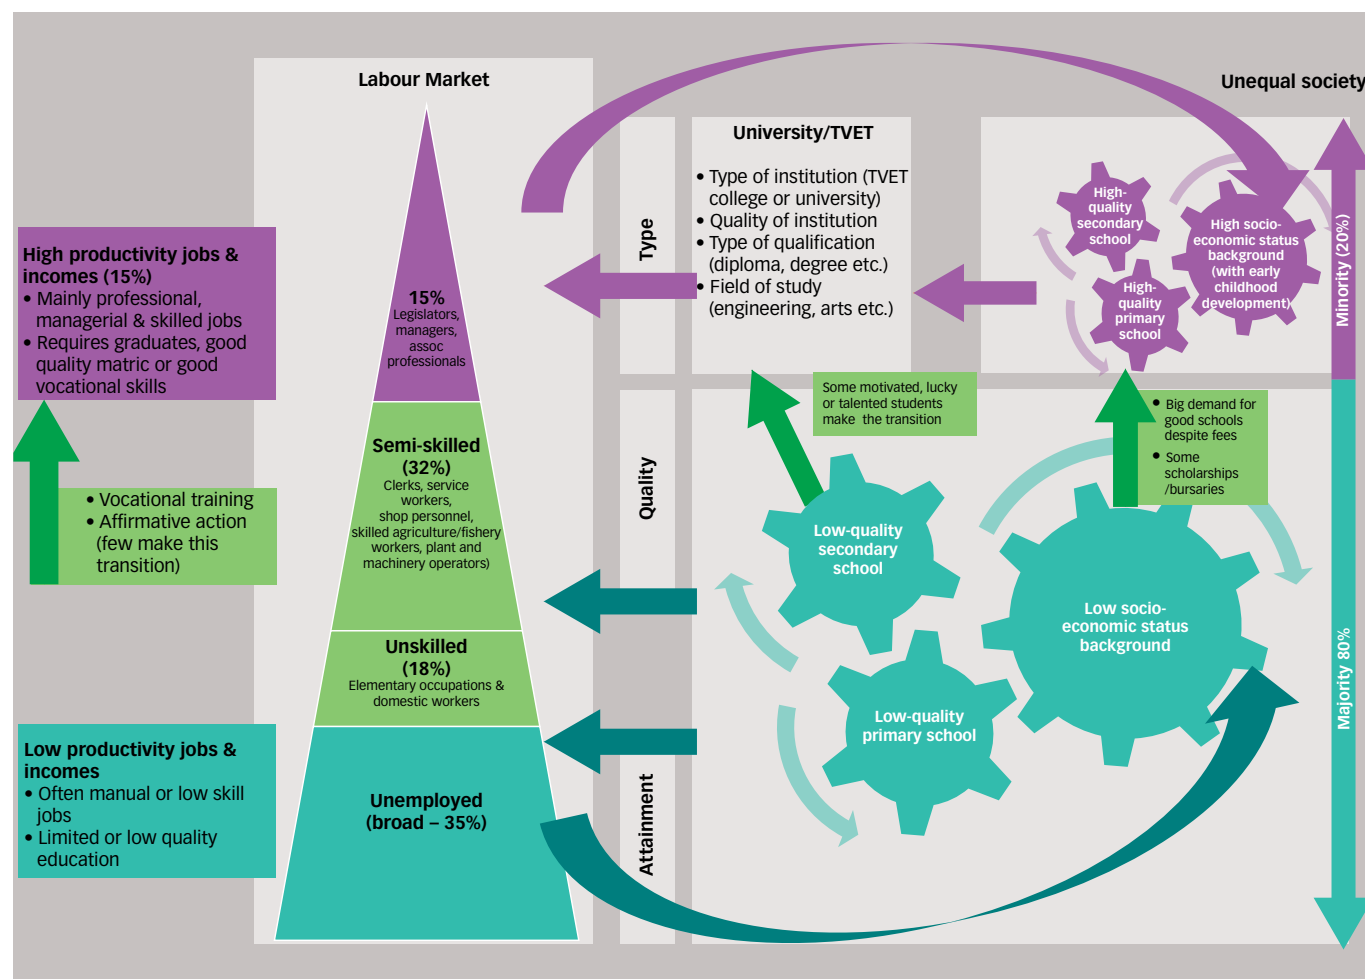 Labour Market
Unequal society
High productivity jobs &
incomes (15%)
• Mainly professional,
managerial & skilled jobs
• Requires graduates, good
quality matric or good
vocational skills
• Vocational training
• Affirmative action
(few make this
transition)
Low productivity jobs &
incomes
• Often manual or low skill
jobs
• Limited or low quality
education
15%
Legislators,
managers,
assoc
professionals
Semi-skilled
(32%)
Clerks, service
workers,
shop personnel,
skilled agriculture/fishery
workers, plant and
machinery operators)
Unskilled
(18%)
Elementary occupations &
domestic workers
Unemployed
(broad – 35%)
Type
Quality
Attainment
University/TVET
• Type of institution (TVET
college or university)
• Quality of institution
• Type of qualification
(diploma, degree etc.)
• Field of study
(engineering, arts etc.)
High-
quality
secondary
school
High-
quality
primary
school
High socio-
economic status
background
(with early
childhood
development)
Minority (20%)
Some motivated, lucky
or talented students
make the transition
• Big demand for
good schools
despite fees
• Some
scholarships
/bursaries
Low-quality
secondary
school
Low-quality
primary school
Low socio-
economic status
background
Majority 80%